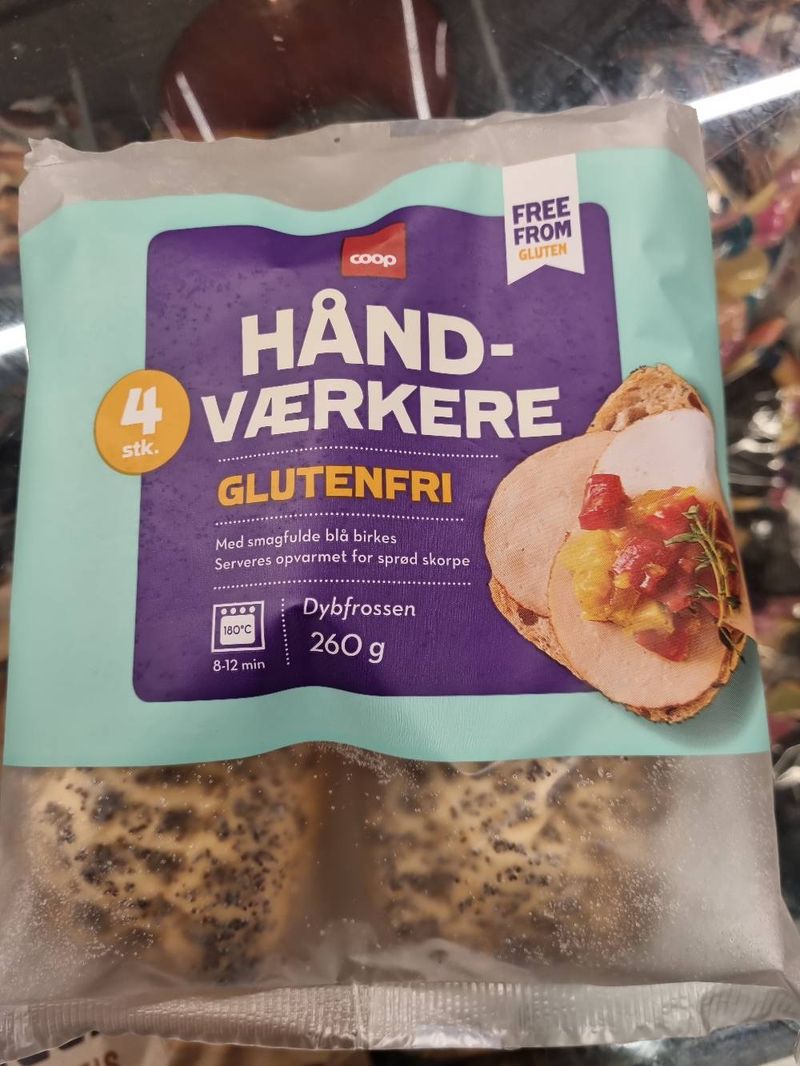 FREE
FROM
GLUTEN
coop
HÅND-
VÆRKERE
4
stk.
GLUTENFRI
Med smagfulde blå birkes
Serveres opvarmet for sprød skorpe
180°C
8-12 min
Dybfrossen
260 g